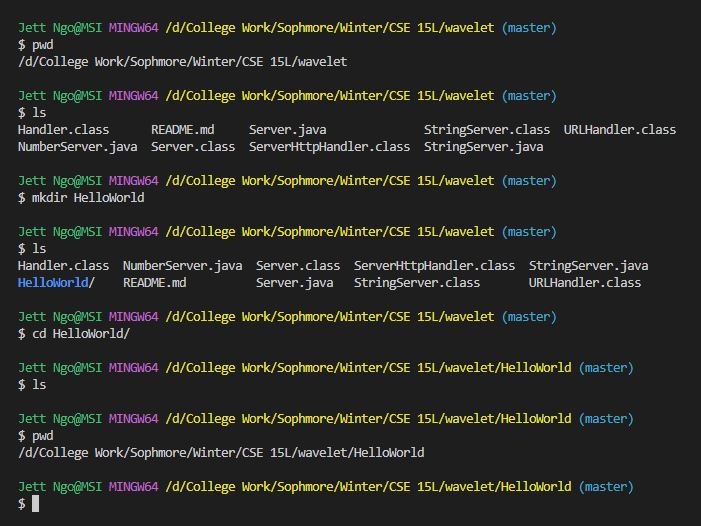 Jett Ngo@MSI MINGW64 /d/College Work/Sophmore/Winter/CSE 15L/wavelet (master)
$ pwd
/d/College Work/Sophmore/Winter/CSE 15L/wavelet
Jett Ngo@MSI MINGW64 /d/College Work/Sophmore/Winter/CSE 15L/wavelet (master)
$ ls
Handler.class      README.md     Server.java              StringServer.class  URLHandler.class
NumberServer.java  Server.class  ServerHttpHandler.class  StringServer.java
Jett Ngo@MSI MINGW64 /d/College Work/Sophmore/Winter/CSE 15L/wavelet (master)
$ mkdir HelloWorld
Jett Ngo@MSI MINGW64 /d/College Work/Sophmore/Winter/CSE 15L/wavelet (master)
$ ls
Handler.class  NumberServer.java  Server.class  ServerHttpHandler.class  StringServer.java
HelloWorld/    README.md          Server.java   StringServer.class       URLHandler.class
Jett Ngo@MSI MINGW64 /d/College Work/Sophmore/Winter/CSE 15L/wavelet (master)
$ cd HelloWorld/
Jett Ngo@MSI MINGW64 /d/College Work/Sophmore/Winter/CSE 15L/wavelet/HelloWorld (master)
$ ls
Jett Ngo@MSI MINGW64 /d/College Work/Sophmore/Winter/CSE 15L/wavelet/HelloWorld (master)
$ pwd
/d/College Work/Sophmore/Winter/CSE 15L/wavelet/HelloWorld
Jett Ngo@MSI MINGW64 /d/College Work/Sophmore/Winter/CSE 15L/wavelet/HelloWorld (master)
$